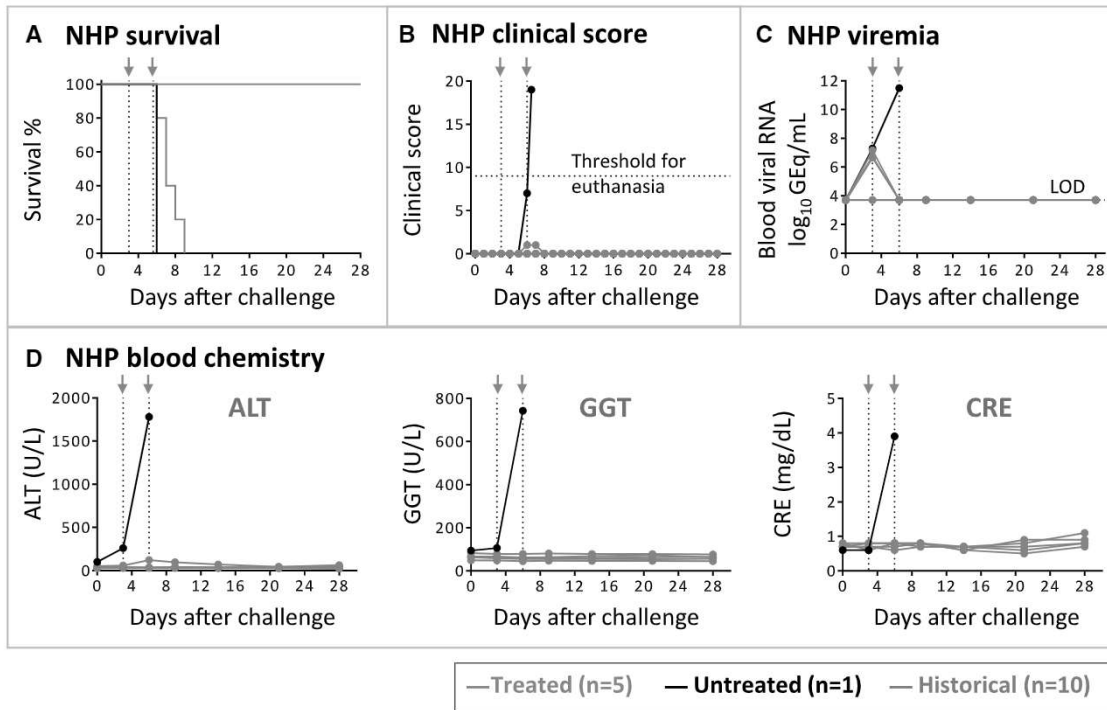 A NHP survival
Survival %
100
80
60
40
20
0
0 4 8 12 16 20 24 28
Days after challenge
B NHP clinical score
Clinical score
20
15
10
5
0
Threshold for
euthanasia
0 4 8 12 16 20 24 28
Days after challenge
C NHP viremia
Blood viral RNA
log10 GEq/mL
12
10
8
6
4
2
0
LOD
0 4 8 12 16 20 24 28
Days after challenge
D NHP blood chemistry
ALT
ALT (U/L)
2000
1500
1000
500
0
0 4 8 12 16 20 24 28
Days after challenge
GGT
GGT (U/L)
800
600
400
200
0
0 4 8 12 16 20 24 28
Days after challenge
CRE
CRE (mg/dL)
5
4
3
2
1
0
0 4 8 12 16 20 24 28
Days after challenge
Treated (n=5) Untreated (n=1) Historical (n=10)